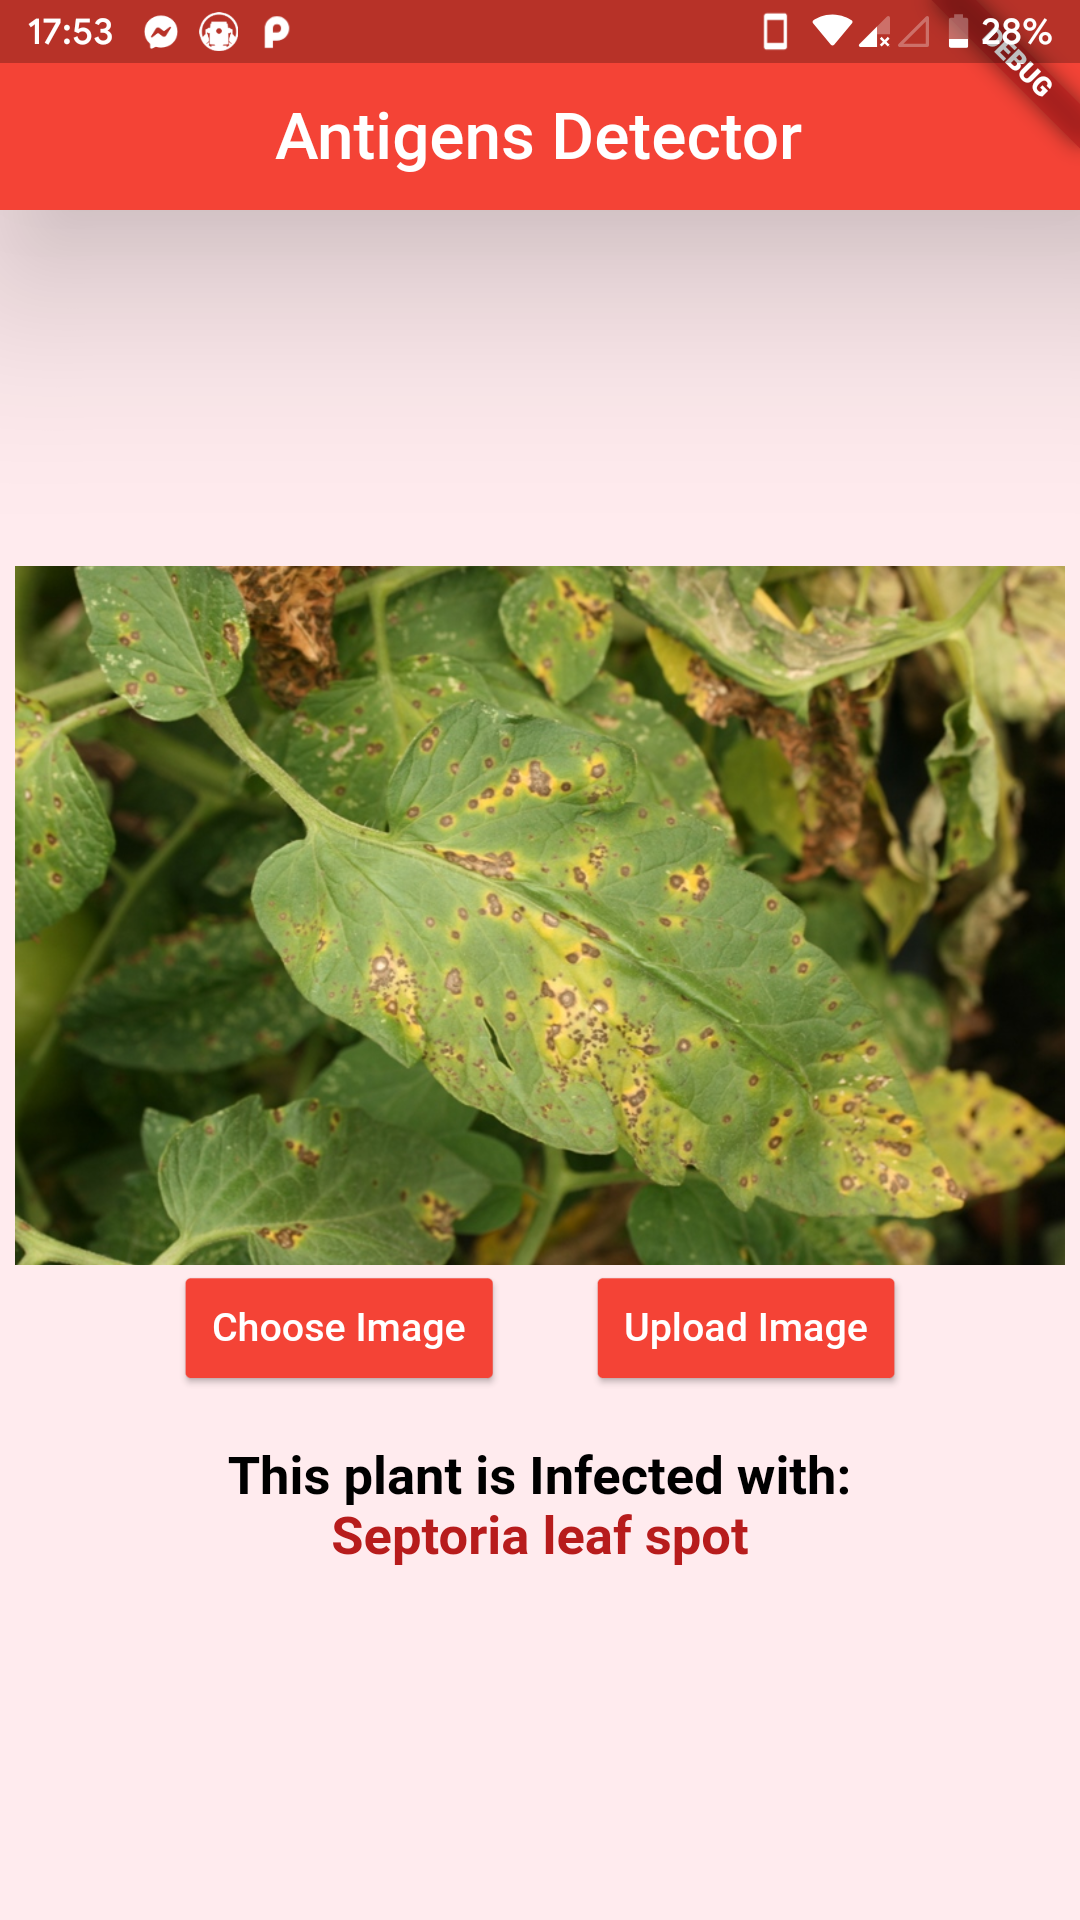 17:53
28%
DEBUG
Antigens Detector
Choose Image
Upload Image
This plant is Infected with:
Septoria leaf spot